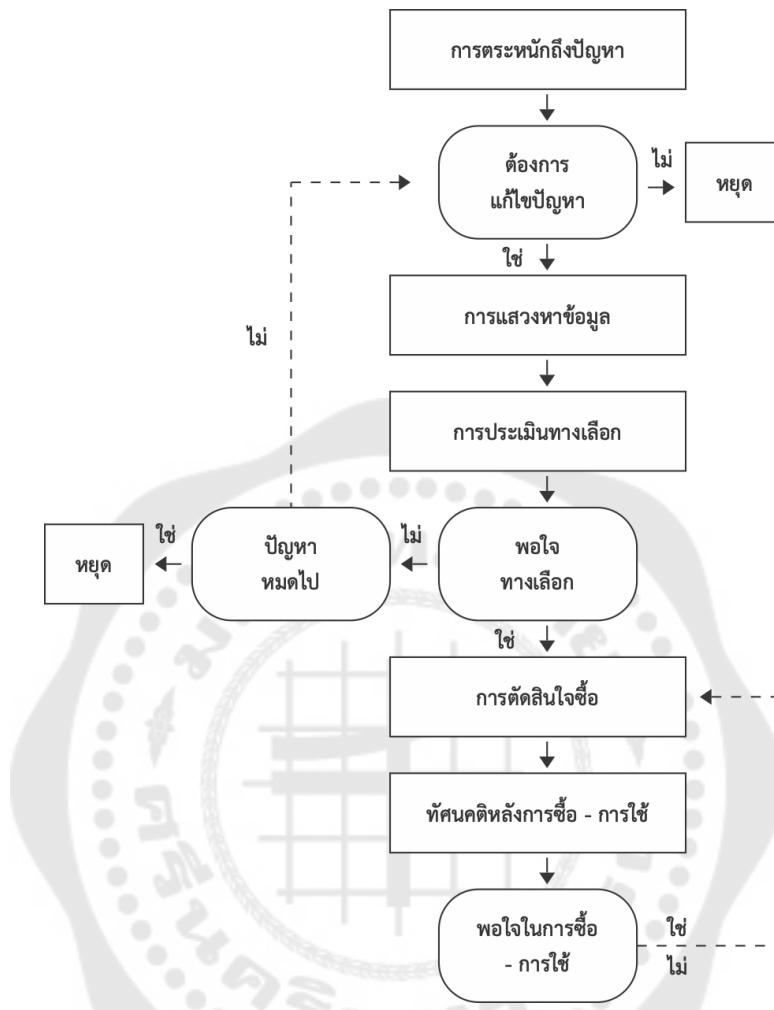 การตระหนักถึงปัญหา
ต้องการ
แก้ไขปัญหา
ไม่
หยุด
ใช่
การแสวงหาข้อมูล
ไม่
การประเมินทางเลือก
หยุด
ใช่
ปัญหา
หมดไป
ไม่
พอใจ
ทางเลือก
ใช่
การตัดสินใจซื้อ
ทัศนคติหลังการซื้อ - การใช้
พอใจในการซื้อ
- การใช้
ใช่
ไม่